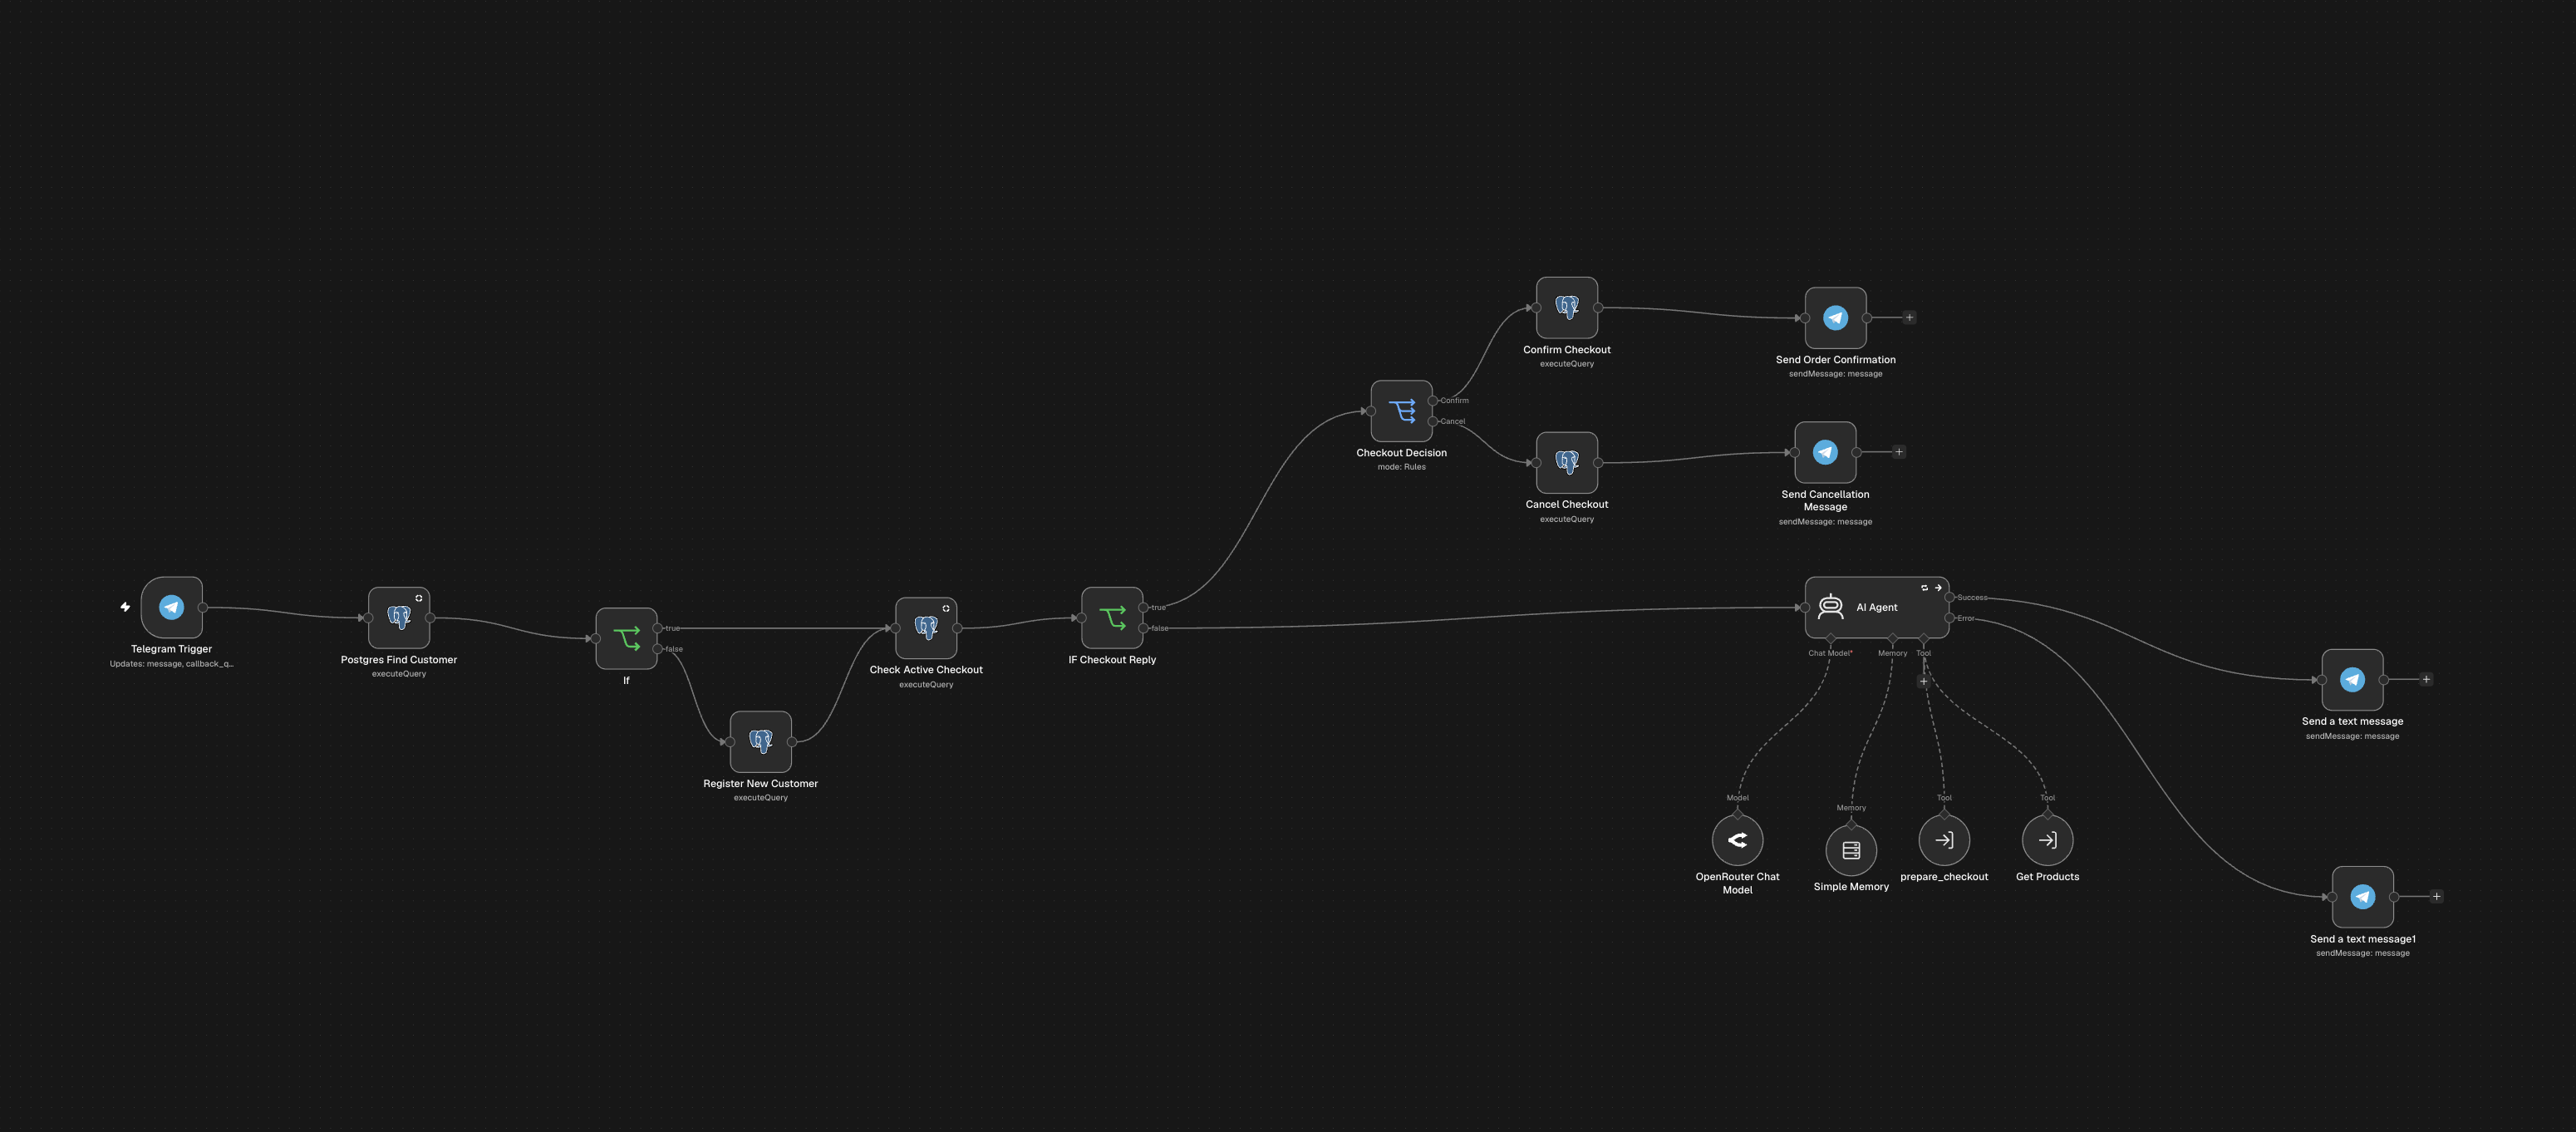 Confirm Checkout
executeQuery
Send Order Confirmation
sendMessage: message
Confirm
Cancel
Checkout Decision
mode: Rules
Cancel Checkout
executeQuery
Send Cancellation
Message
sendMessage: message
Telegram Trigger
Updates: message, callback_q...
Postgres Find Customer
executeQuery
true
false
If
Register New Customer
executeQuery
Check Active Checkout
executeQuery
true
false
IF Checkout Reply
AI Agent
Success
Error
Chat Model*
Memory
Tool
Model
Memory
Tool
Tool
OpenRouter Chat
Model
Simple Memory
prepare_checkout
Get Products
Send a text message
sendMessage: message
Send a text message1
sendMessage: message